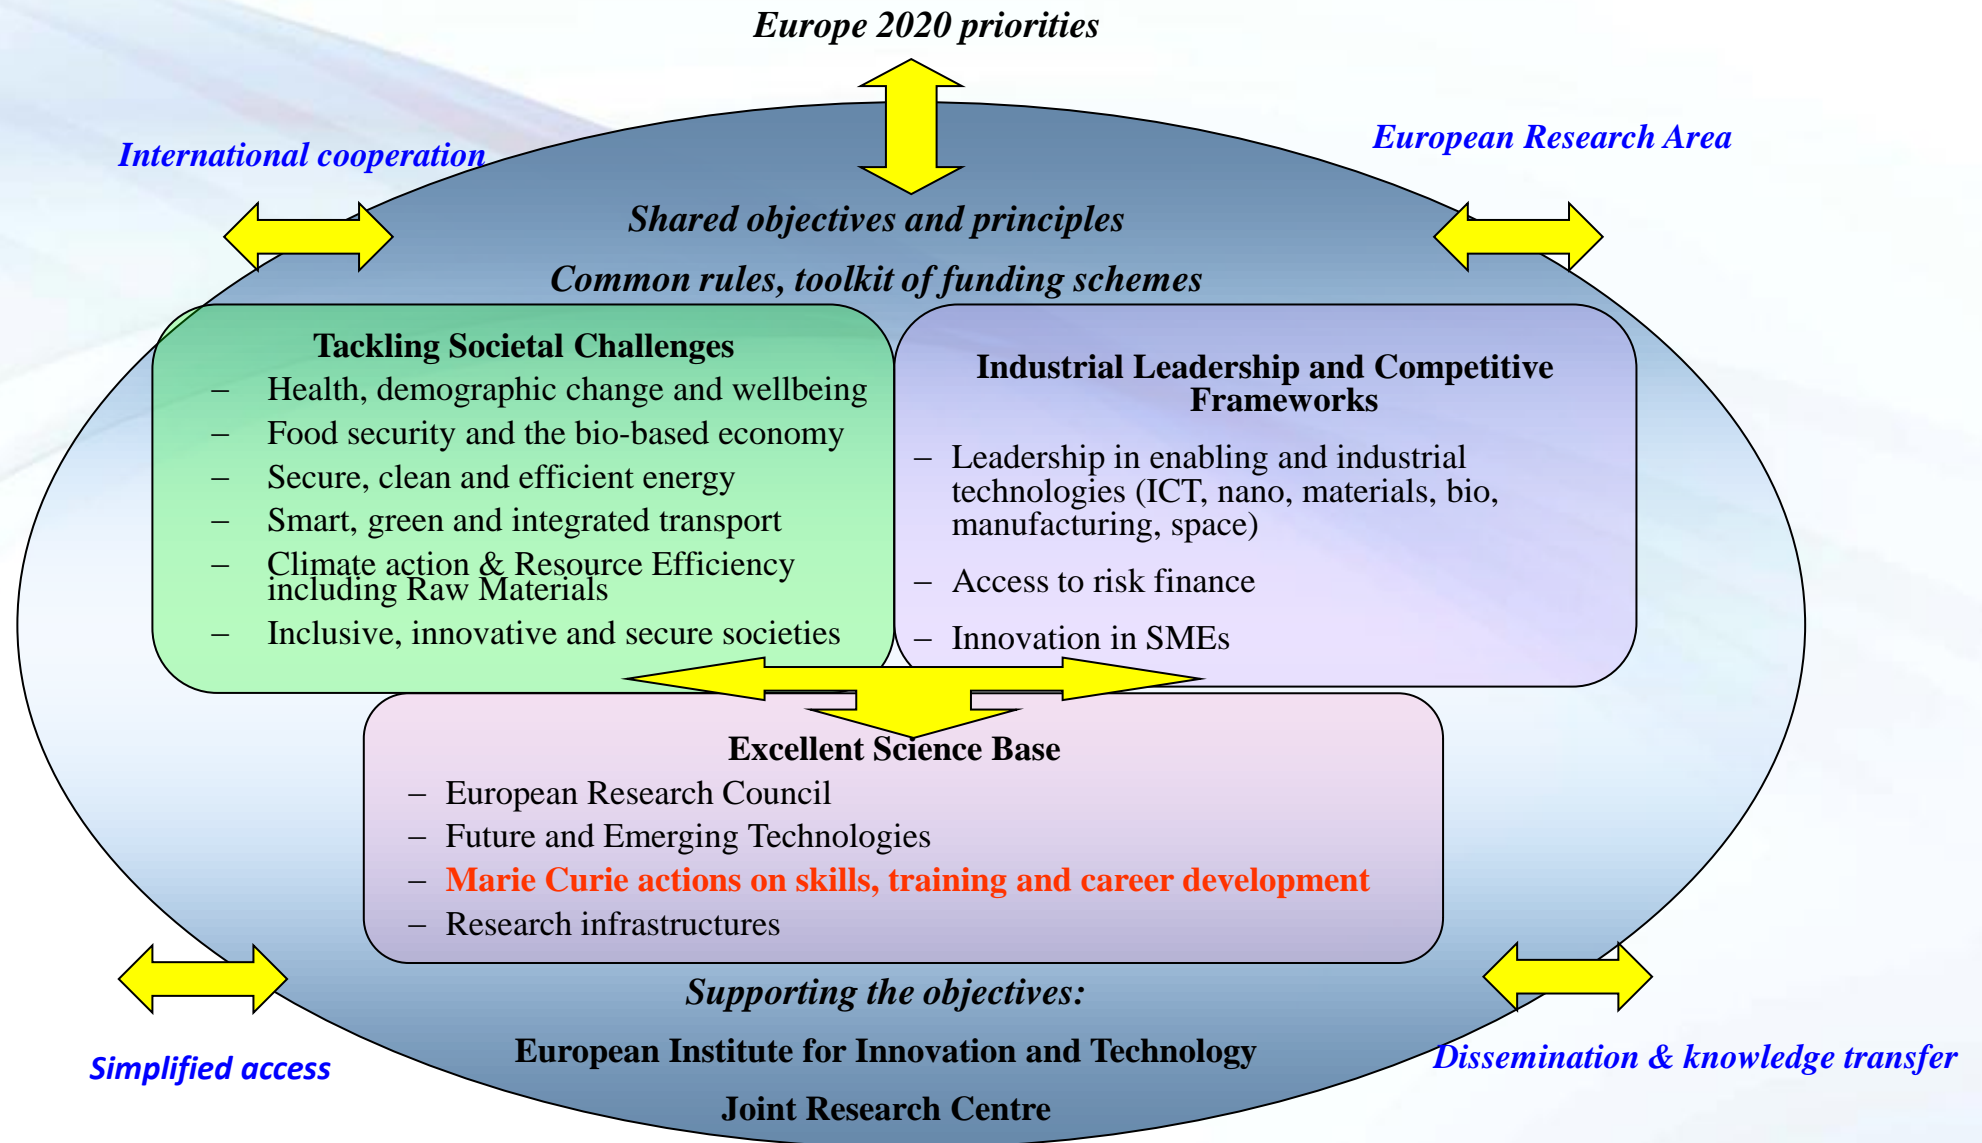 Europe 2020 priorities
International cooperation
European Research Area
Shared objectives and principles
Common rules, toolkit of funding schemes
Tackling Societal Challenges
– Health, demographic change and wellbeing
– Food security and the bio-based economy
– Secure, clean and efficient energy
– Smart, green and integrated transport
– Climate action & Resource Efficiency
including Raw Materials
– Inclusive, innovative and secure societies
Industrial Leadership and Competitive
Frameworks
– Leadership in enabling and industrial
technologies (ICT, nano, materials, bio,
manufacturing, space)
– Access to risk finance
– Innovation in SMEs
Excellent Science Base
– European Research Council
– Future and Emerging Technologies
– Marie Curie actions on skills, training and career development
– Research infrastructures
Supporting the objectives:
European Institute for Innovation and Technology
Joint Research Centre
Simplified access
Dissemination & knowledge transfer